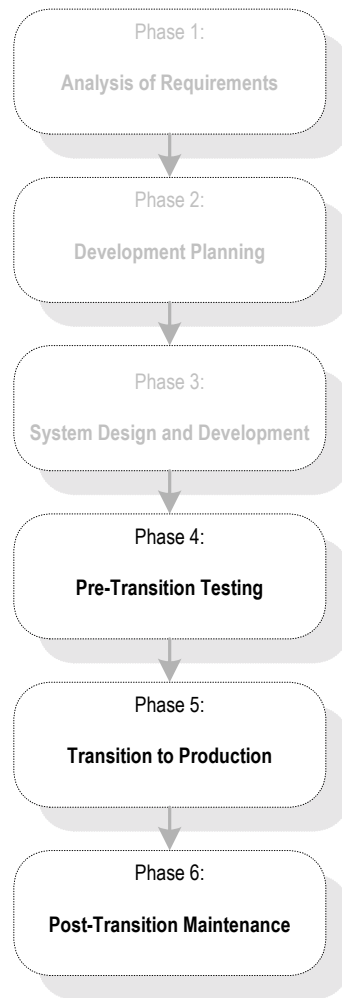 Phase 1:
Analysis of Requirements
Phase 2:
Development Planning
Phase 3:
System Design and Development
Phase 4:
Pre-Transition Testing
Phase 5:
Transition to Production
Phase 6:
Post-Transition Maintenance